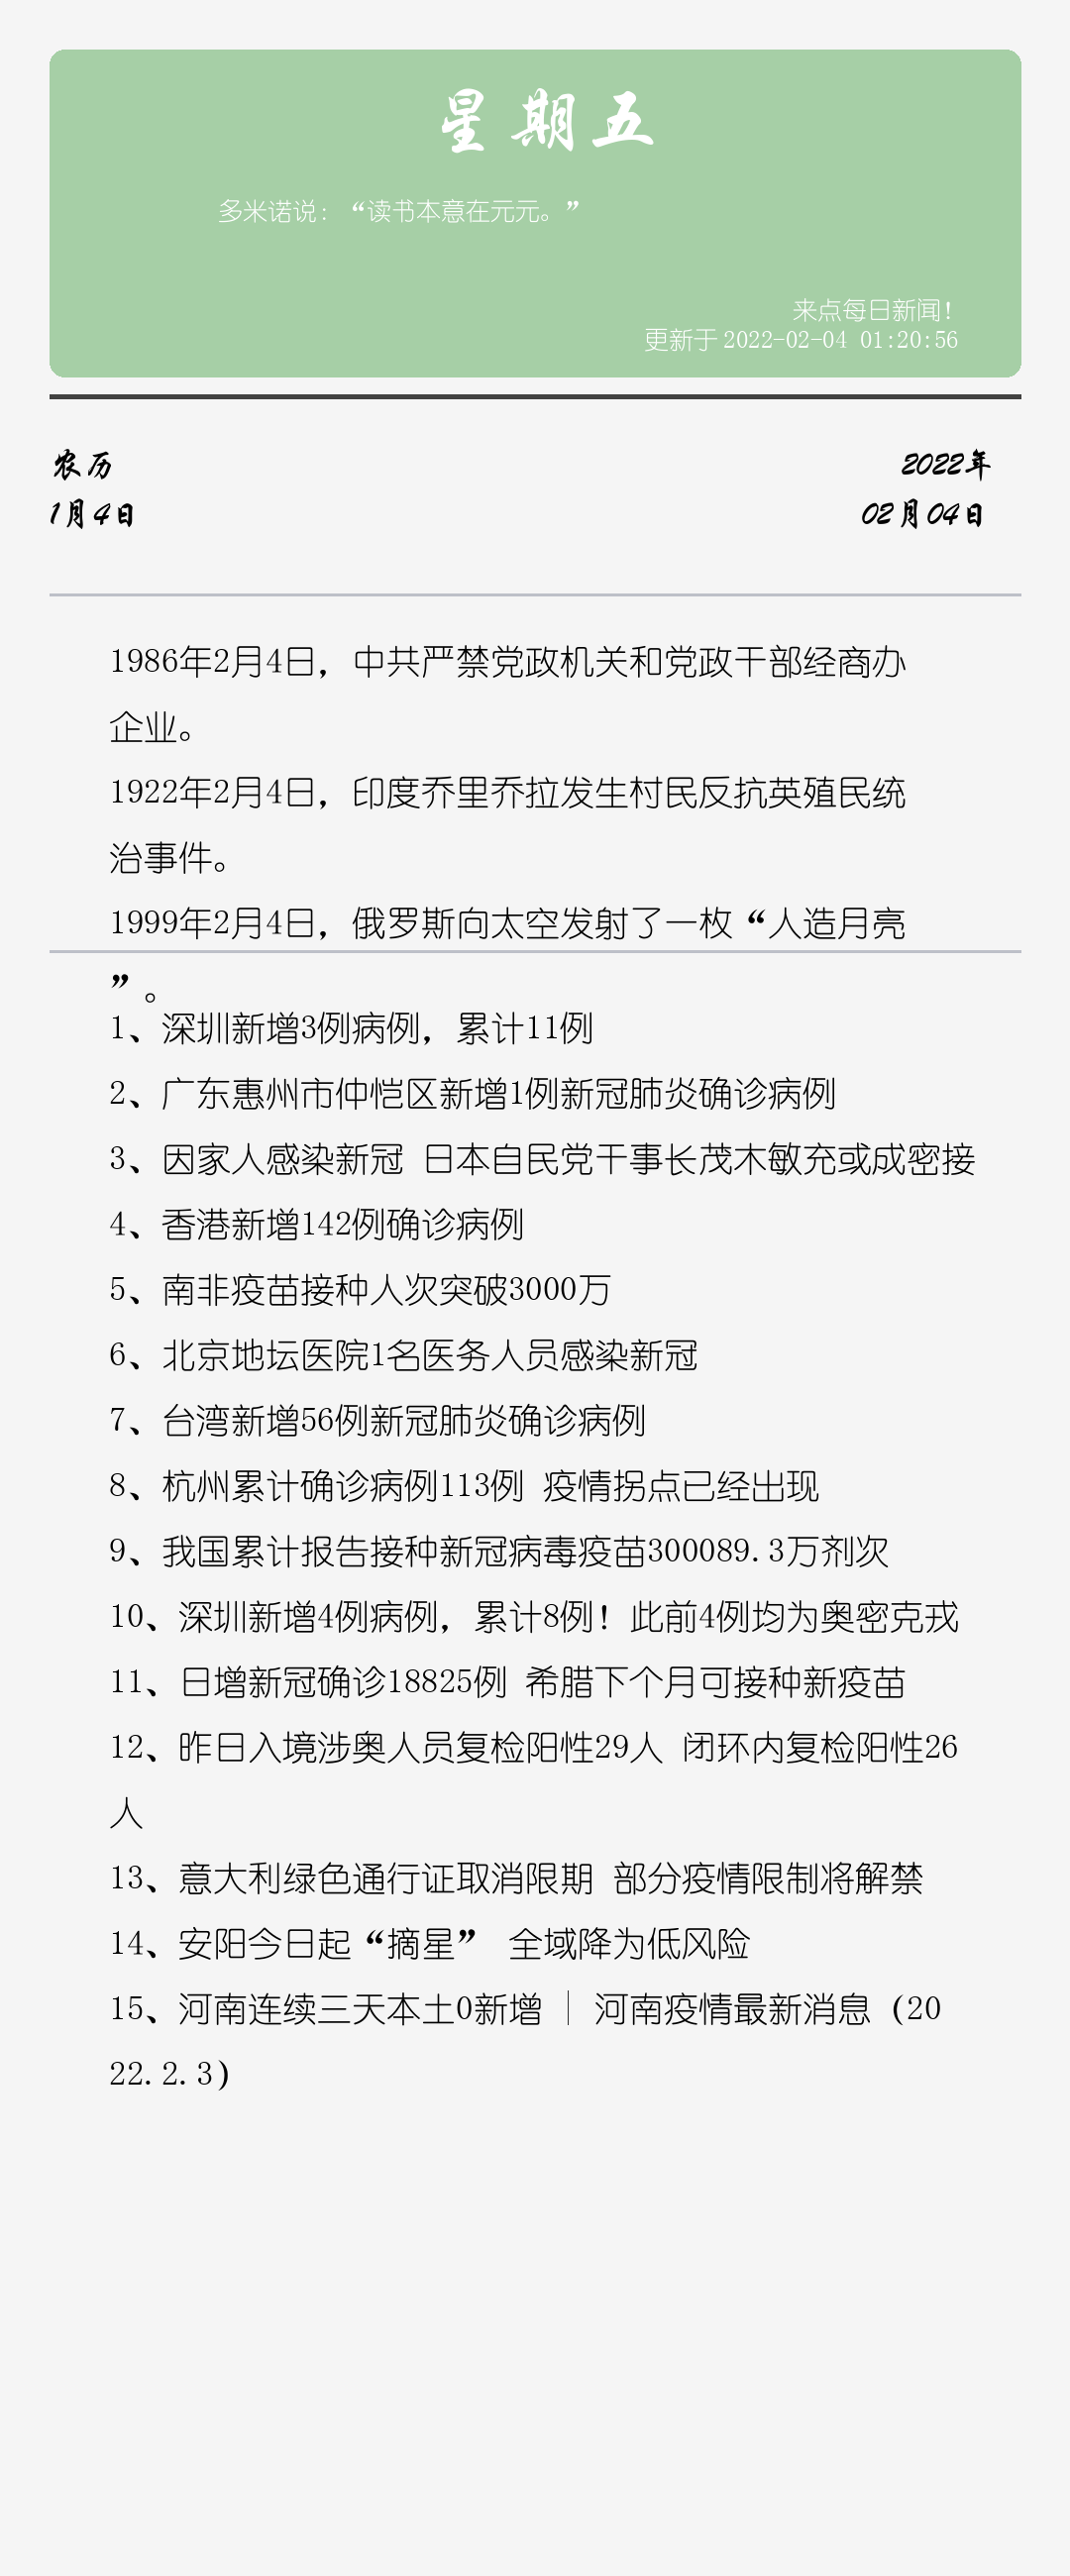 星期五
多米诺说：“读书本意在元元。”
来点每日新闻！
更新于 2022-02-04 01:20:56
农历
1月4日
2022年
02月04日
1986年2月4日，中共严禁党政机关和党政干部经商办
企业。
1922年2月4日，印度乔里乔拉发生村民反抗英殖民统
治事件。
1999年2月4日，俄罗斯向太空发射了一枚“人造月亮
”。
1、深圳新增3例病例，累计11例
2、广东惠州市仲恺区新增1例新冠肺炎确诊病例
3、因家人感染新冠 日本自民党干事长茂木敏充或成密接
4、香港新增142例确诊病例
5、南非疫苗接种人次突破3000万
6、北京地坛医院1名医务人员感染新冠
7、台湾新增56例新冠肺炎确诊病例
8、杭州累计确诊病例113例 疫情拐点已经出现
9、我国累计报告接种新冠病毒疫苗300089.3万剂次
10、深圳新增4例病例，累计8例！此前4例均为奥密克戎
11、日增新冠确诊18825例 希腊下个月可接种新疫苗
12、昨日入境涉奥人员复检阳性29人 闭环内复检阳性26
人
13、意大利绿色通行证取消限期 部分疫情限制将解禁
14、安阳今日起“摘星” 全域降为低风险
15、河南连续三天本土0新增 | 河南疫情最新消息（20
22.2.3）